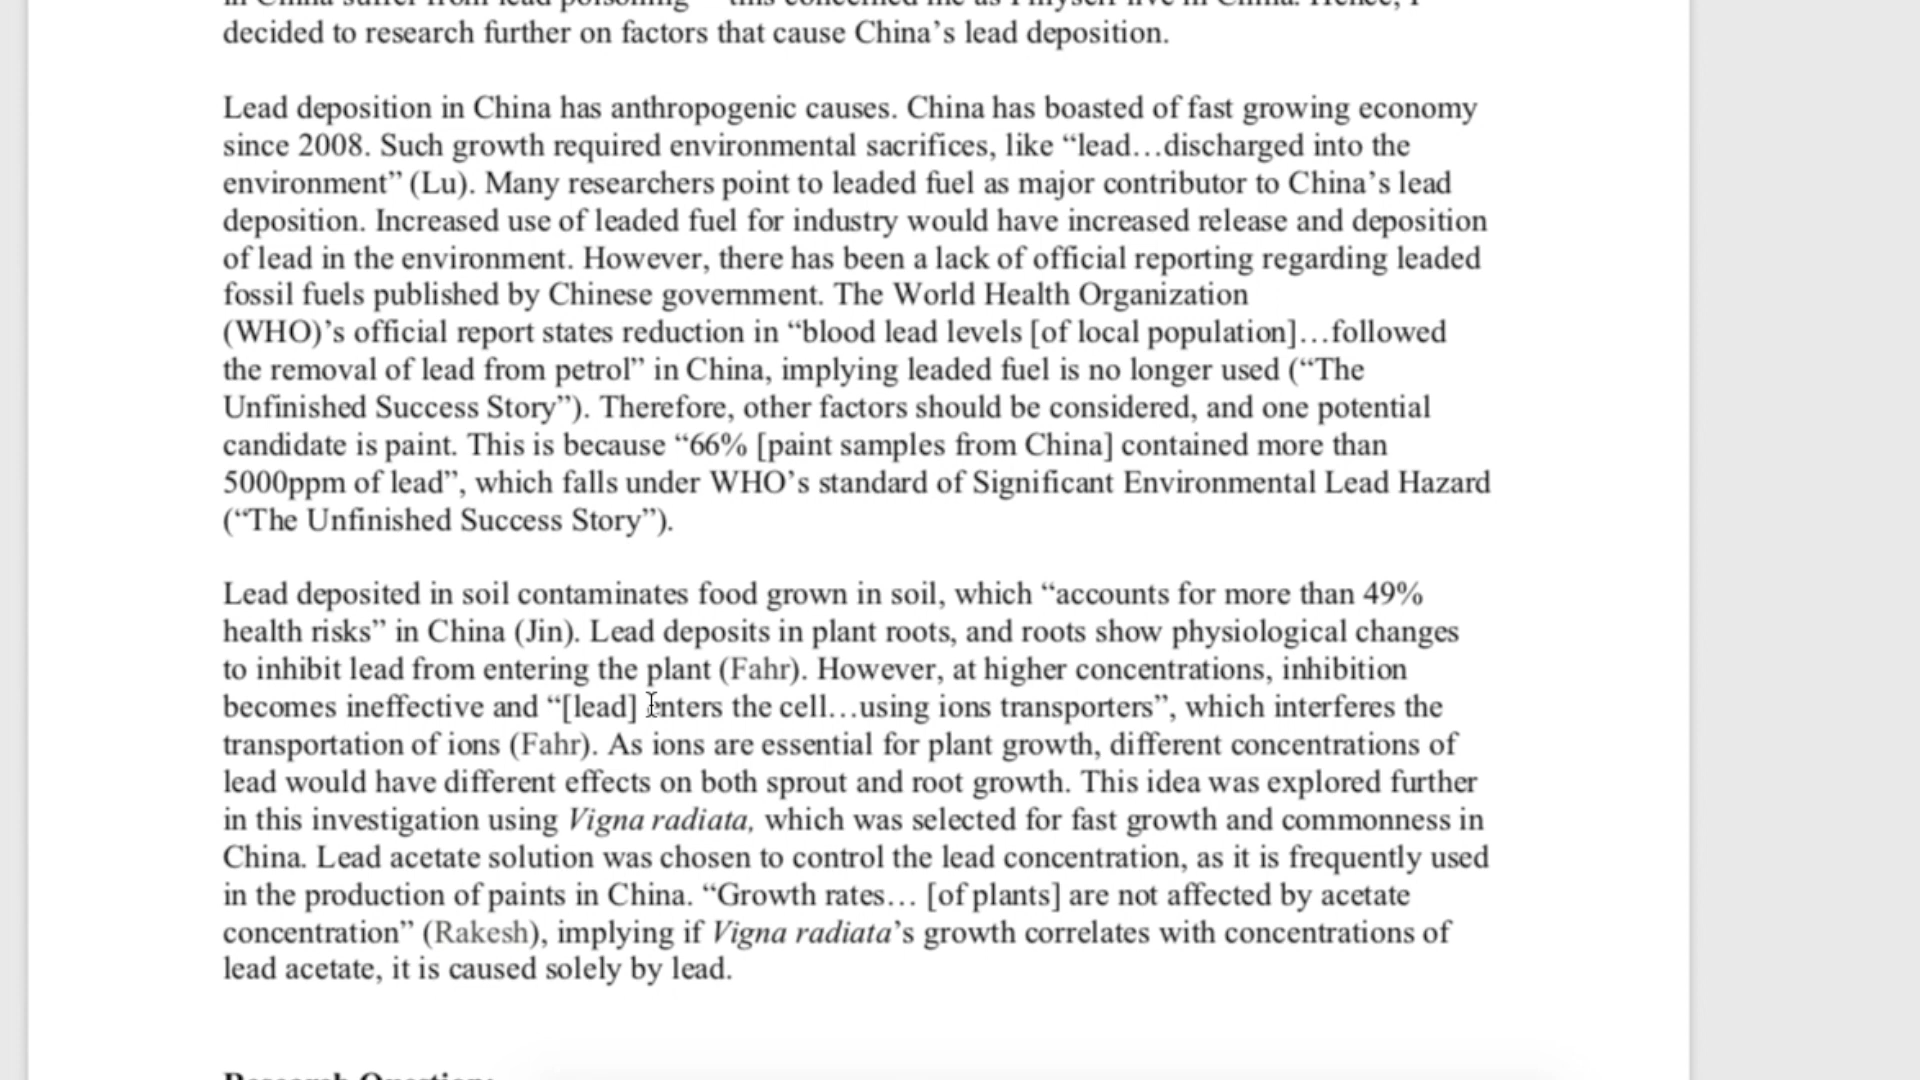 decided to research further on factors that cause China’s lead deposition.
Lead deposition in China has anthropogenic causes. China has boasted of fast growing economy
since 2008. Such growth required environmental sacrifices, like “lead…discharged into the
environment” (Lu). Many researchers point to leaded fuel as major contributor to China’s lead
deposition. Increased use of leaded fuel for industry would have increased release and deposition
of lead in the environment. However, there has been a lack of official reporting regarding leaded
fossil fuels published by Chinese government. The World Health Organization
(WHO)’s official report states reduction in “blood lead levels [of local population]…followed
the removal of lead from petrol” in China, implying leaded fuel is no longer used (“The
Unfinished Success Story”). Therefore, other factors should be considered, and one potential
candidate is paint. This is because “66% [paint samples from China] contained more than
5000ppm of lead”, which falls under WHO’s standard of Significant Environmental Lead Hazard
(“The Unfinished Success Story”).
Lead deposited in soil contaminates food grown in soil, which “accounts for more than 49%
health risks” in China (Jin). Lead deposits in plant roots, and roots show physiological changes
to inhibit lead from entering the plant (Fahr). However, at higher concentrations, inhibition
becomes ineffective and “[lead] enters the cell…using ions transporters”, which interferes the
transportation of ions (Fahr). As ions are essential for plant growth, different concentrations of
lead would have different effects on both sprout and root growth. This idea was explored further
in this investigation using Vigna radiata, which was selected for fast growth and commonness in
China. Lead acetate solution was chosen to control the lead concentration, as it is frequently used
in the production of paints in China. “Growth rates… [of plants] are not affected by acetate
concentration” (Rakesh), implying if Vigna radiata’s growth correlates with concentrations of
lead acetate, it is caused solely by lead.